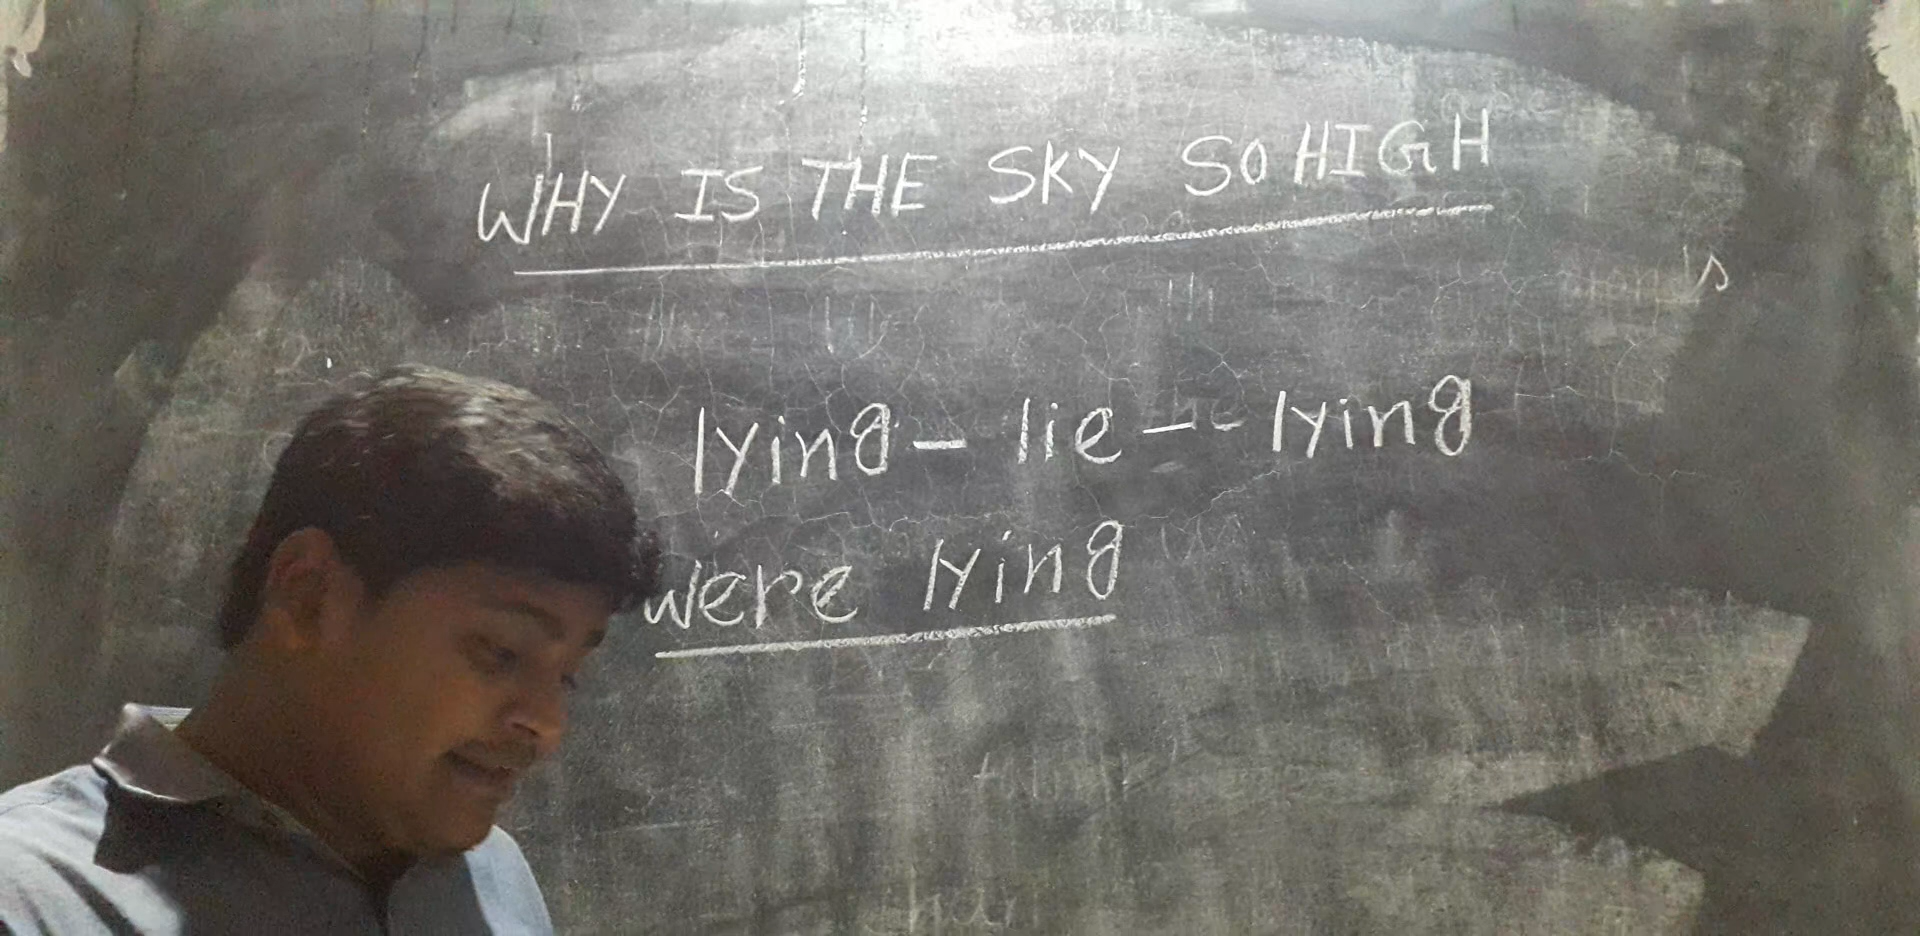 WHY IS THE SKY SO HIGH
lying - lie - lying
were lying